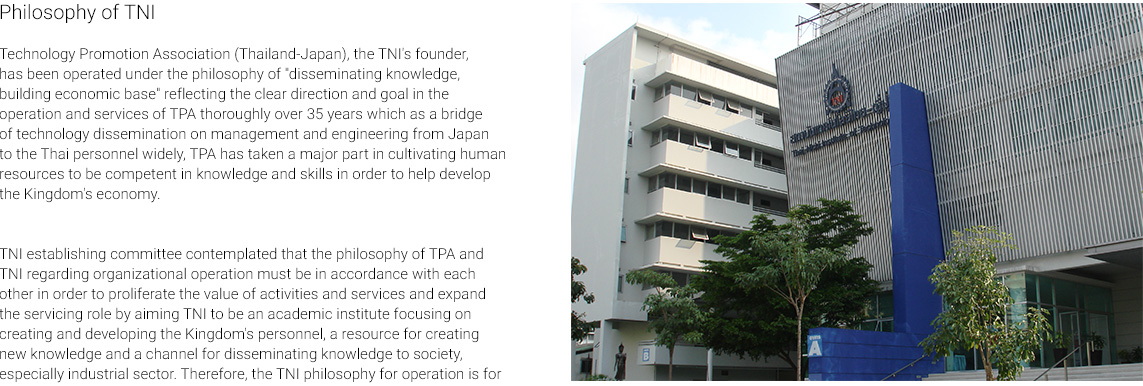 Philosophy of TNI
Technology Promotion Association (Thailand-Japan), the TNI's founder,
has been operated under the philosophy of "disseminating knowledge,
building economic base" reflecting the clear direction and goal in the
operation and services of TPA thoroughly over 35 years which as a bridge
of technology dissemination on management and engineering from Japan
to the Thai personnel widely, TPA has taken a major part in cultivating human
resources to be competent in knowledge and skills in order to help develop
the Kingdom's economy.
TNI establishing committee contemplated that the philosophy of TPA and
TNI regarding organizational operation must be in accordance with each
other in order to proliferate the value of activities and services and expand
the servicing role by aiming TNI to be an academic institute focusing on
creating and developing the Kingdom's personnel, a resource for creating
new knowledge and a channel for disseminating knowledge to society,
especially industrial sector. Therefore, the TNI philosophy for operation is for
A
B